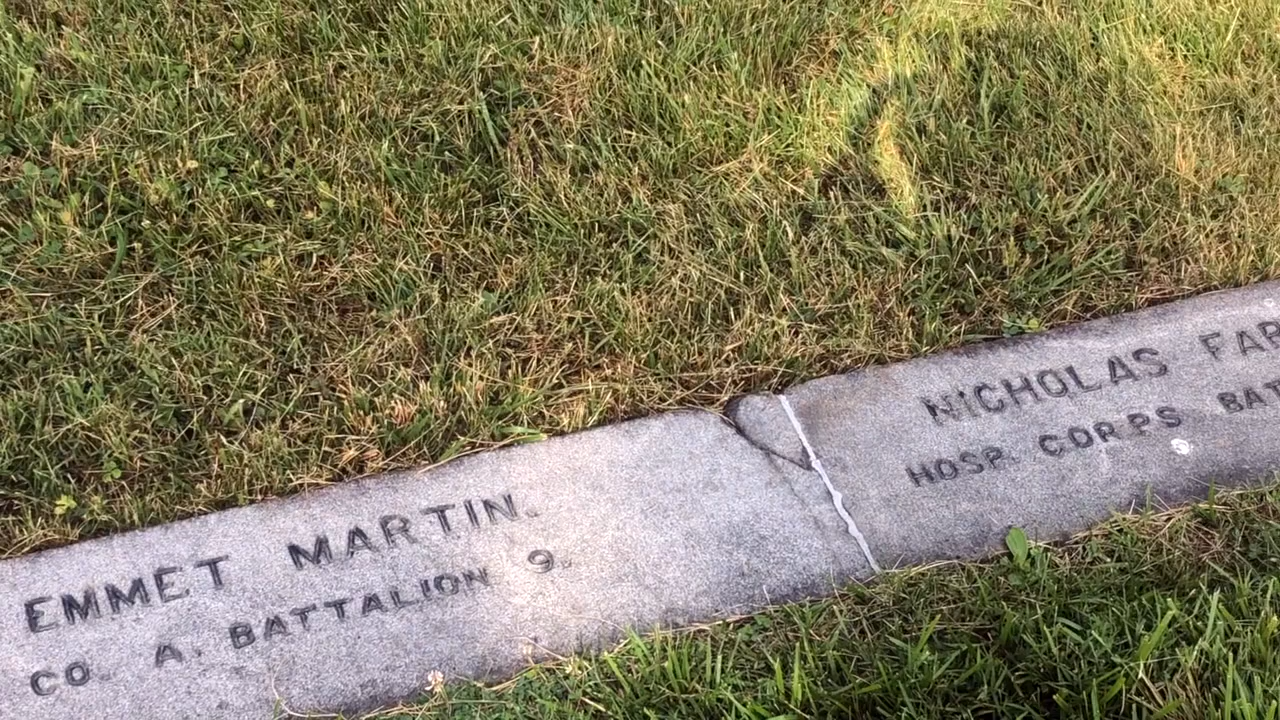 EMMET MARTIN.
CO. A. BATTALION 9.
NICHOLAS
HOSP. CORPS